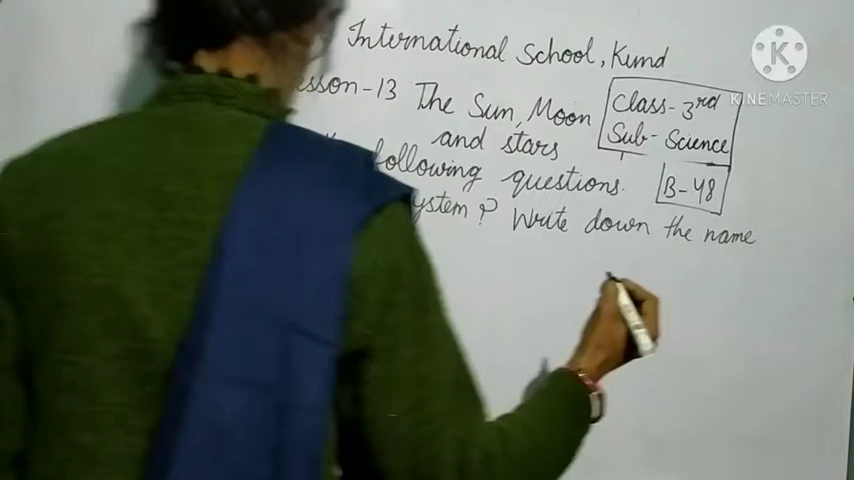 International School, Kund
sson-13 The Sun, Moon
and stars
Class-3rd
Sub-Science
following questions.
B-48
ystem? Write down the name
K
KINEMASTER